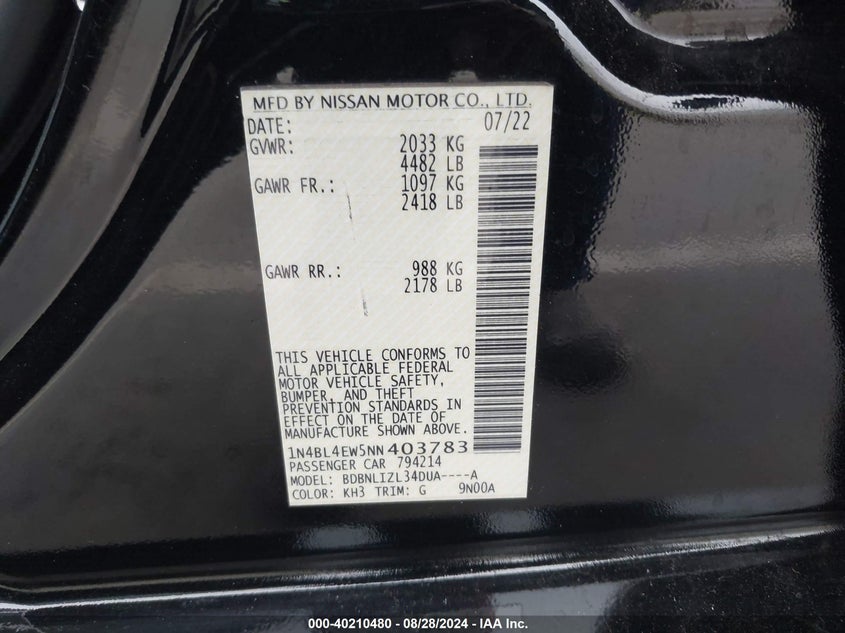 MFD BY NISSAN MOTOR CO., LTD.
DATE: 07/22
GVWR: 2033 KG
4482 LB
GAWR FR.: 1097 KG
2418 LB
GAWR RR.: 988 KG
2178 LB
THIS VEHICLE CONFORMS TO
ALL APPLICABLE FEDERAL
MOTOR VEHICLE SAFETY,
BUMPER, AND THEFT
PREVENTION STANDARDS IN
EFFECT ON THE DATE OF
MANUFACTURE SHOWN ABOVE.
1N4BL4EW5NN403783
PASSENGER CAR 794214
MODEL: BDBNLIZL34DUA----A
COLOR: KH3 TRIM: G 9N00A
000-40210480 - 08/28/2024 - IAA Inc.